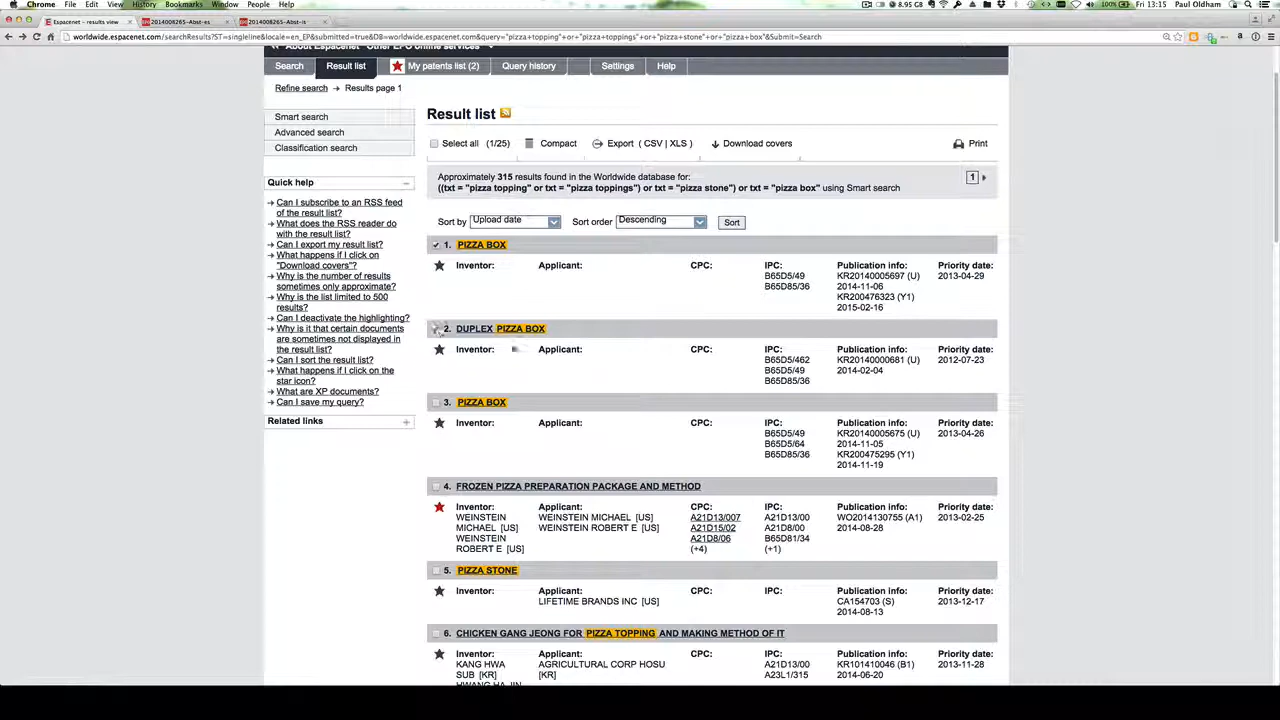 Chrome File Edit View History Bookmarks Window People Help
8.95 GB 100% Fri 13:15 Paul Oldham
Espacenet - results view 2014008265-Abst-es 2014008265-Abst-is
worldwide.espacenet.com/searchResults?ST=singleline&locale=en_EP&submitted=true&DB=worldwide.espacenet.com&query="pizza+topping"+or+"pizza+toppings"+or+"pizza+stone"+or+"pizza+box"&Submit=Search
About Espacenet Other EPO online services
Search Result list My patents list (2) Query history Settings Help
Refine search → Results page 1
Smart search
Advanced search
Classification search
Quick help
→ Can I subscribe to an RSS feed
of the result list?
→ What does the RSS reader do
with the result list?
→ Can I export my result list?
→ What happens if I click on
"Download covers"?
→ Why is the number of results
sometimes only approximate?
→ Why is the list limited to 500
results?
→ Can I deactivate the highlighting?
→ Why is it that certain documents
are sometimes not displayed in
the result list?
→ Can I sort the result list?
→ What happens if I click on the
star icon?
→ What are XP documents?
→ Can I save my query?
Related links
Result list
Select all (1/25) Compact Export ( CSV | XLS ) Download covers Print
Approximately 315 results found in the Worldwide database for: 1
((txt = "pizza topping" or txt = "pizza toppings") or txt = "pizza stone") or txt = "pizza box" using Smart search
Sort by Upload date Sort order Descending Sort
1. PIZZA BOX
Inventor: Applicant: CPC: IPC: Publication info: Priority date:
B65D5/49 KR20140005697 (U) 2013-04-29
B65D85/36 2014-11-06
KR200476323 (Y1)
2015-02-16
2. DUPLEX PIZZA BOX
Inventor: Applicant: CPC: IPC: Publication info: Priority date:
B65D5/462 KR20140000681 (U) 2012-07-23
B65D5/49 2014-02-04
B65D85/36
3. PIZZA BOX
Inventor: Applicant: CPC: IPC: Publication info: Priority date:
B65D5/49 KR20140005675 (U) 2013-04-26
B65D5/64 2014-11-05
B65D85/36 KR200475295 (Y1)
2014-11-19
4. FROZEN PIZZA PREPARATION PACKAGE AND METHOD
Inventor: Applicant: CPC: IPC: Publication info: Priority date:
WEINSTEIN WEINSTEIN MICHAEL [US] A21D13/007 A21D13/00 WO2014130755 (A1) 2013-02-25
MICHAEL [US] WEINSTEIN ROBERT E [US] A21D15/02 A21D8/00 2014-08-28
WEINSTEIN A21D8/06 B65D81/34
ROBERT E [US] (+4) (+1)
5. PIZZA STONE
Inventor: Applicant: CPC: IPC: Publication info: Priority date:
LIFETIME BRANDS INC [US] CA154703 (S) 2013-12-17
2014-08-13
6. CHICKEN GANG JEONG FOR PIZZA TOPPING AND MAKING METHOD OF IT
Inventor: Applicant: CPC: IPC: Publication info: Priority date:
KANG HWA AGRICULTURAL CORP HOSU A21D13/00 KR101410046 (B1) 2013-11-28
SUB [KR] [KR] A23L1/315 2014-06-20